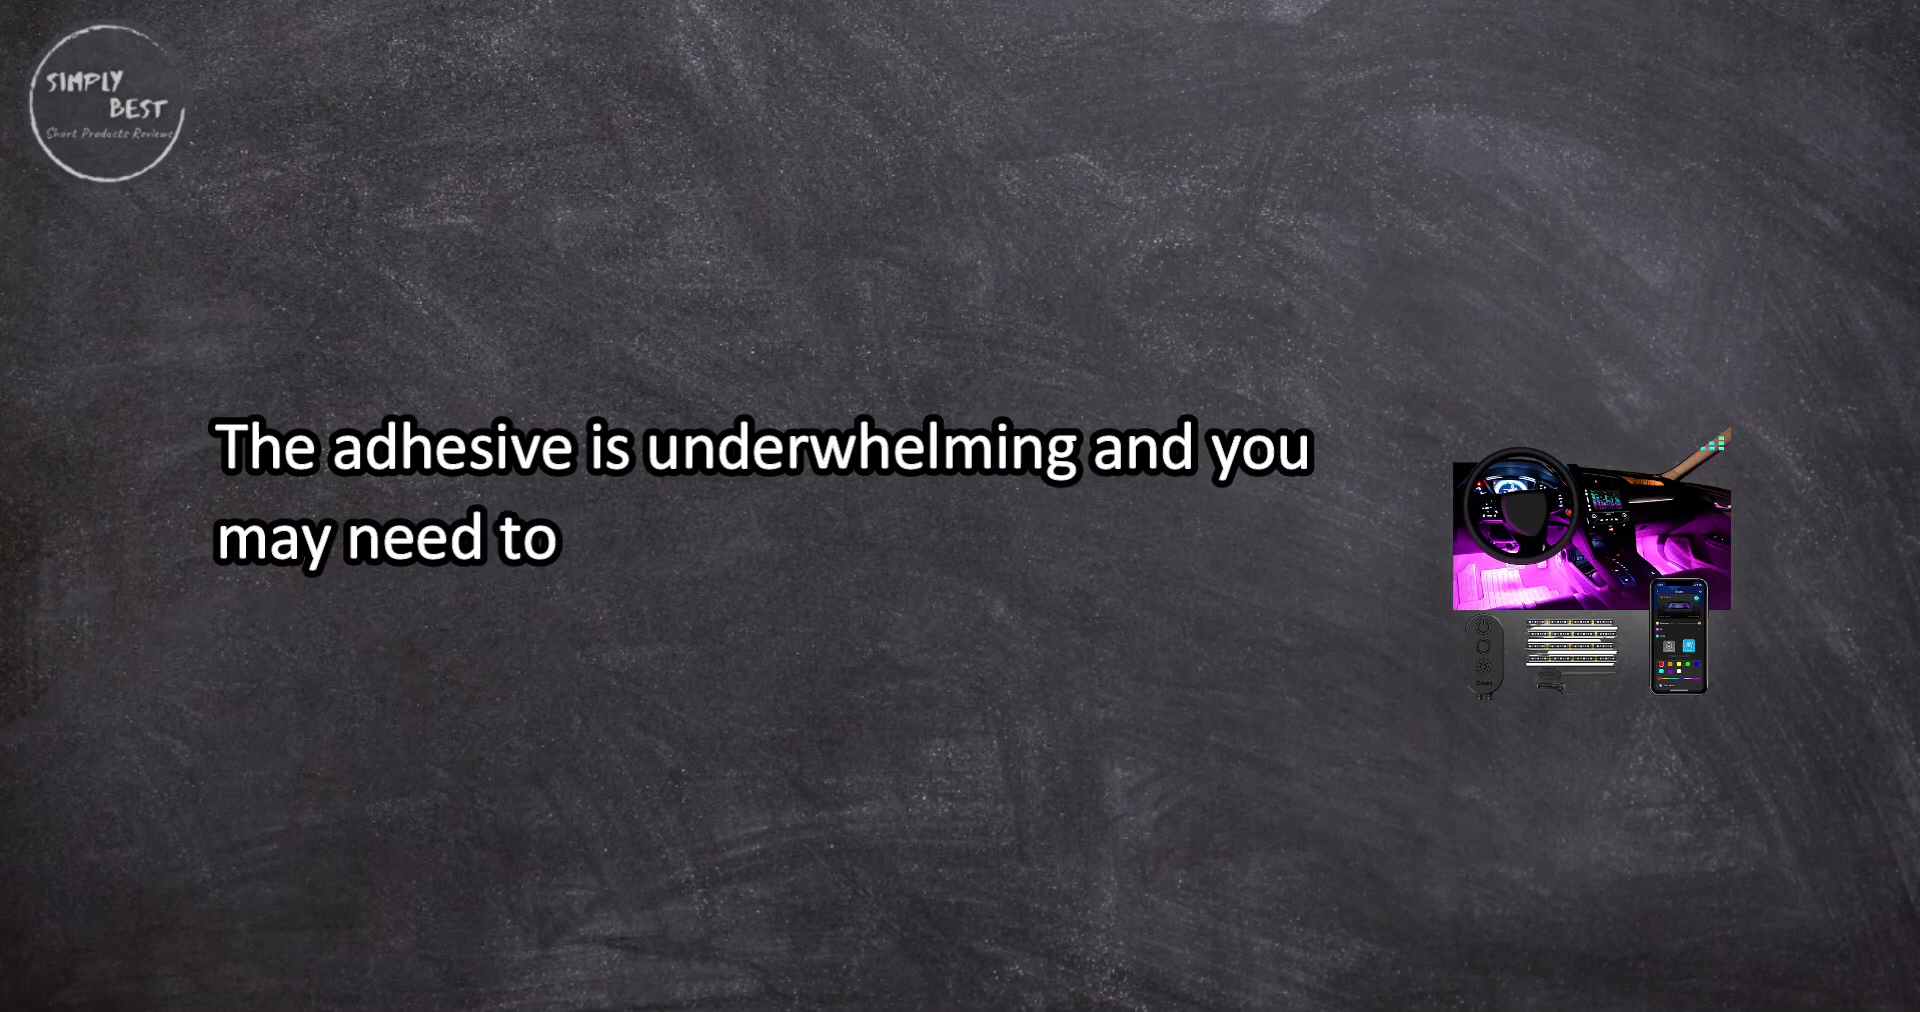 SIMPLY
BEST
Short Products Reviews
The adhesive is underwhelming and you
may need to